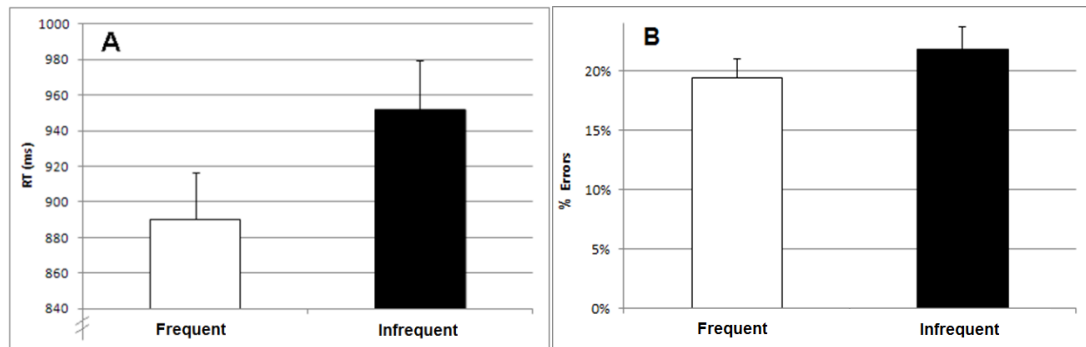 A
RT (ms)
1000
980
960
940
920
900
880
860
840
Frequent
Infrequent
B
% Errors
20%
15%
10%
5%
0%
Frequent
Infrequent